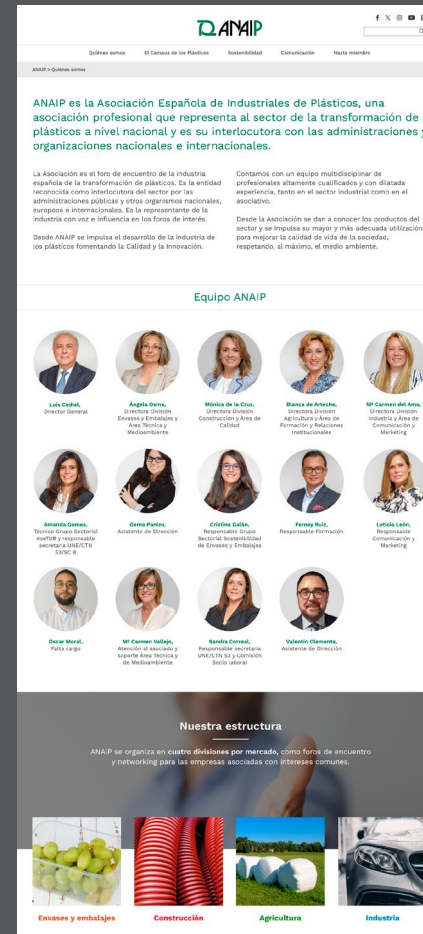 ANAIP
Quiénes somos
El Campus de los Plásticos
Sostenibilidad
Comunicación
Hazte miembro
ANAIP > Quiénes somos
ANAIP es la Asociación Española de Industriales de Plásticos, una
asociación profesional que representa al sector de la transformación de
plásticos a nivel nacional y es su interlocutora con las administraciones y
organizaciones nacionales e internacionales.
La Asociación es el foro de encuentro de la industria
española de la transformación de plásticos. Es la entidad
reconocida como interlocutora del sector por las
administraciones públicas y otros organismos nacionales,
europeos e internacionales. Es la representante de la
industria con voz e influencia en los foros de interés.
Desde ANAIP se impulsa el desarrollo de la industria de
los plásticos fomentando la Calidad y la Innovación.
Contamos con un equipo multidisciplinar de
profesionales altamente cualificados y con dilatada
experiencia, tanto en el sector industrial como en el
asociativo.
Desde la Asociación se dan a conocer los productos del
sector y se impulsa su mayor y más adecuada utilización
para mejorar la calidad de vida de la sociedad,
respetando, al máximo, el medio ambiente.
Equipo ANAIP
Luis Cediel,
Director General
Ángela Osma,
Directora División
Envases y Embalajes y
Área Técnica y
Medioambiente
Mónica de la Cruz,
Directora División
Construcción y Área de
Calidad
Blanca de Arteche,
Directora División
Agricultura y Área de
Formación y Relaciones
Institucionales
Mª Carmen del Amo,
Directora División
Industria y Área de
Comunicación y
Marketing
Amanda Gomes,
Técnico Grupo Sectorial
AseTUB y responsable
secretaría UNE/CTN
53/SC 8
Gema Panizo,
Asistente de Dirección
Cristina Galán,
Responsable Grupo
Sectorial Sostenibilidad
de Envases y Embalajes
Ferney Ruiz,
Responsable Formación
Leticia León,
Responsable
Comunicación y
Marketing
Óscar Moral,
Falta cargo
Mª Carmen Vallejo,
Atención al asociado y
soporte Área Técnica y
de Medioambiente
Sandra Correal,
Responsable secretaría
UNE/CTN 53 y Comisión
Socio laboral
Valentín Clemente,
Asistente de Dirección
Nuestra estructura
ANAIP se organiza en cuatro divisiones por mercado, como foros de encuentro
y networking para las empresas asociadas con intereses comunes.
Envases y embalajes
Construcción
Agricultura
Industria